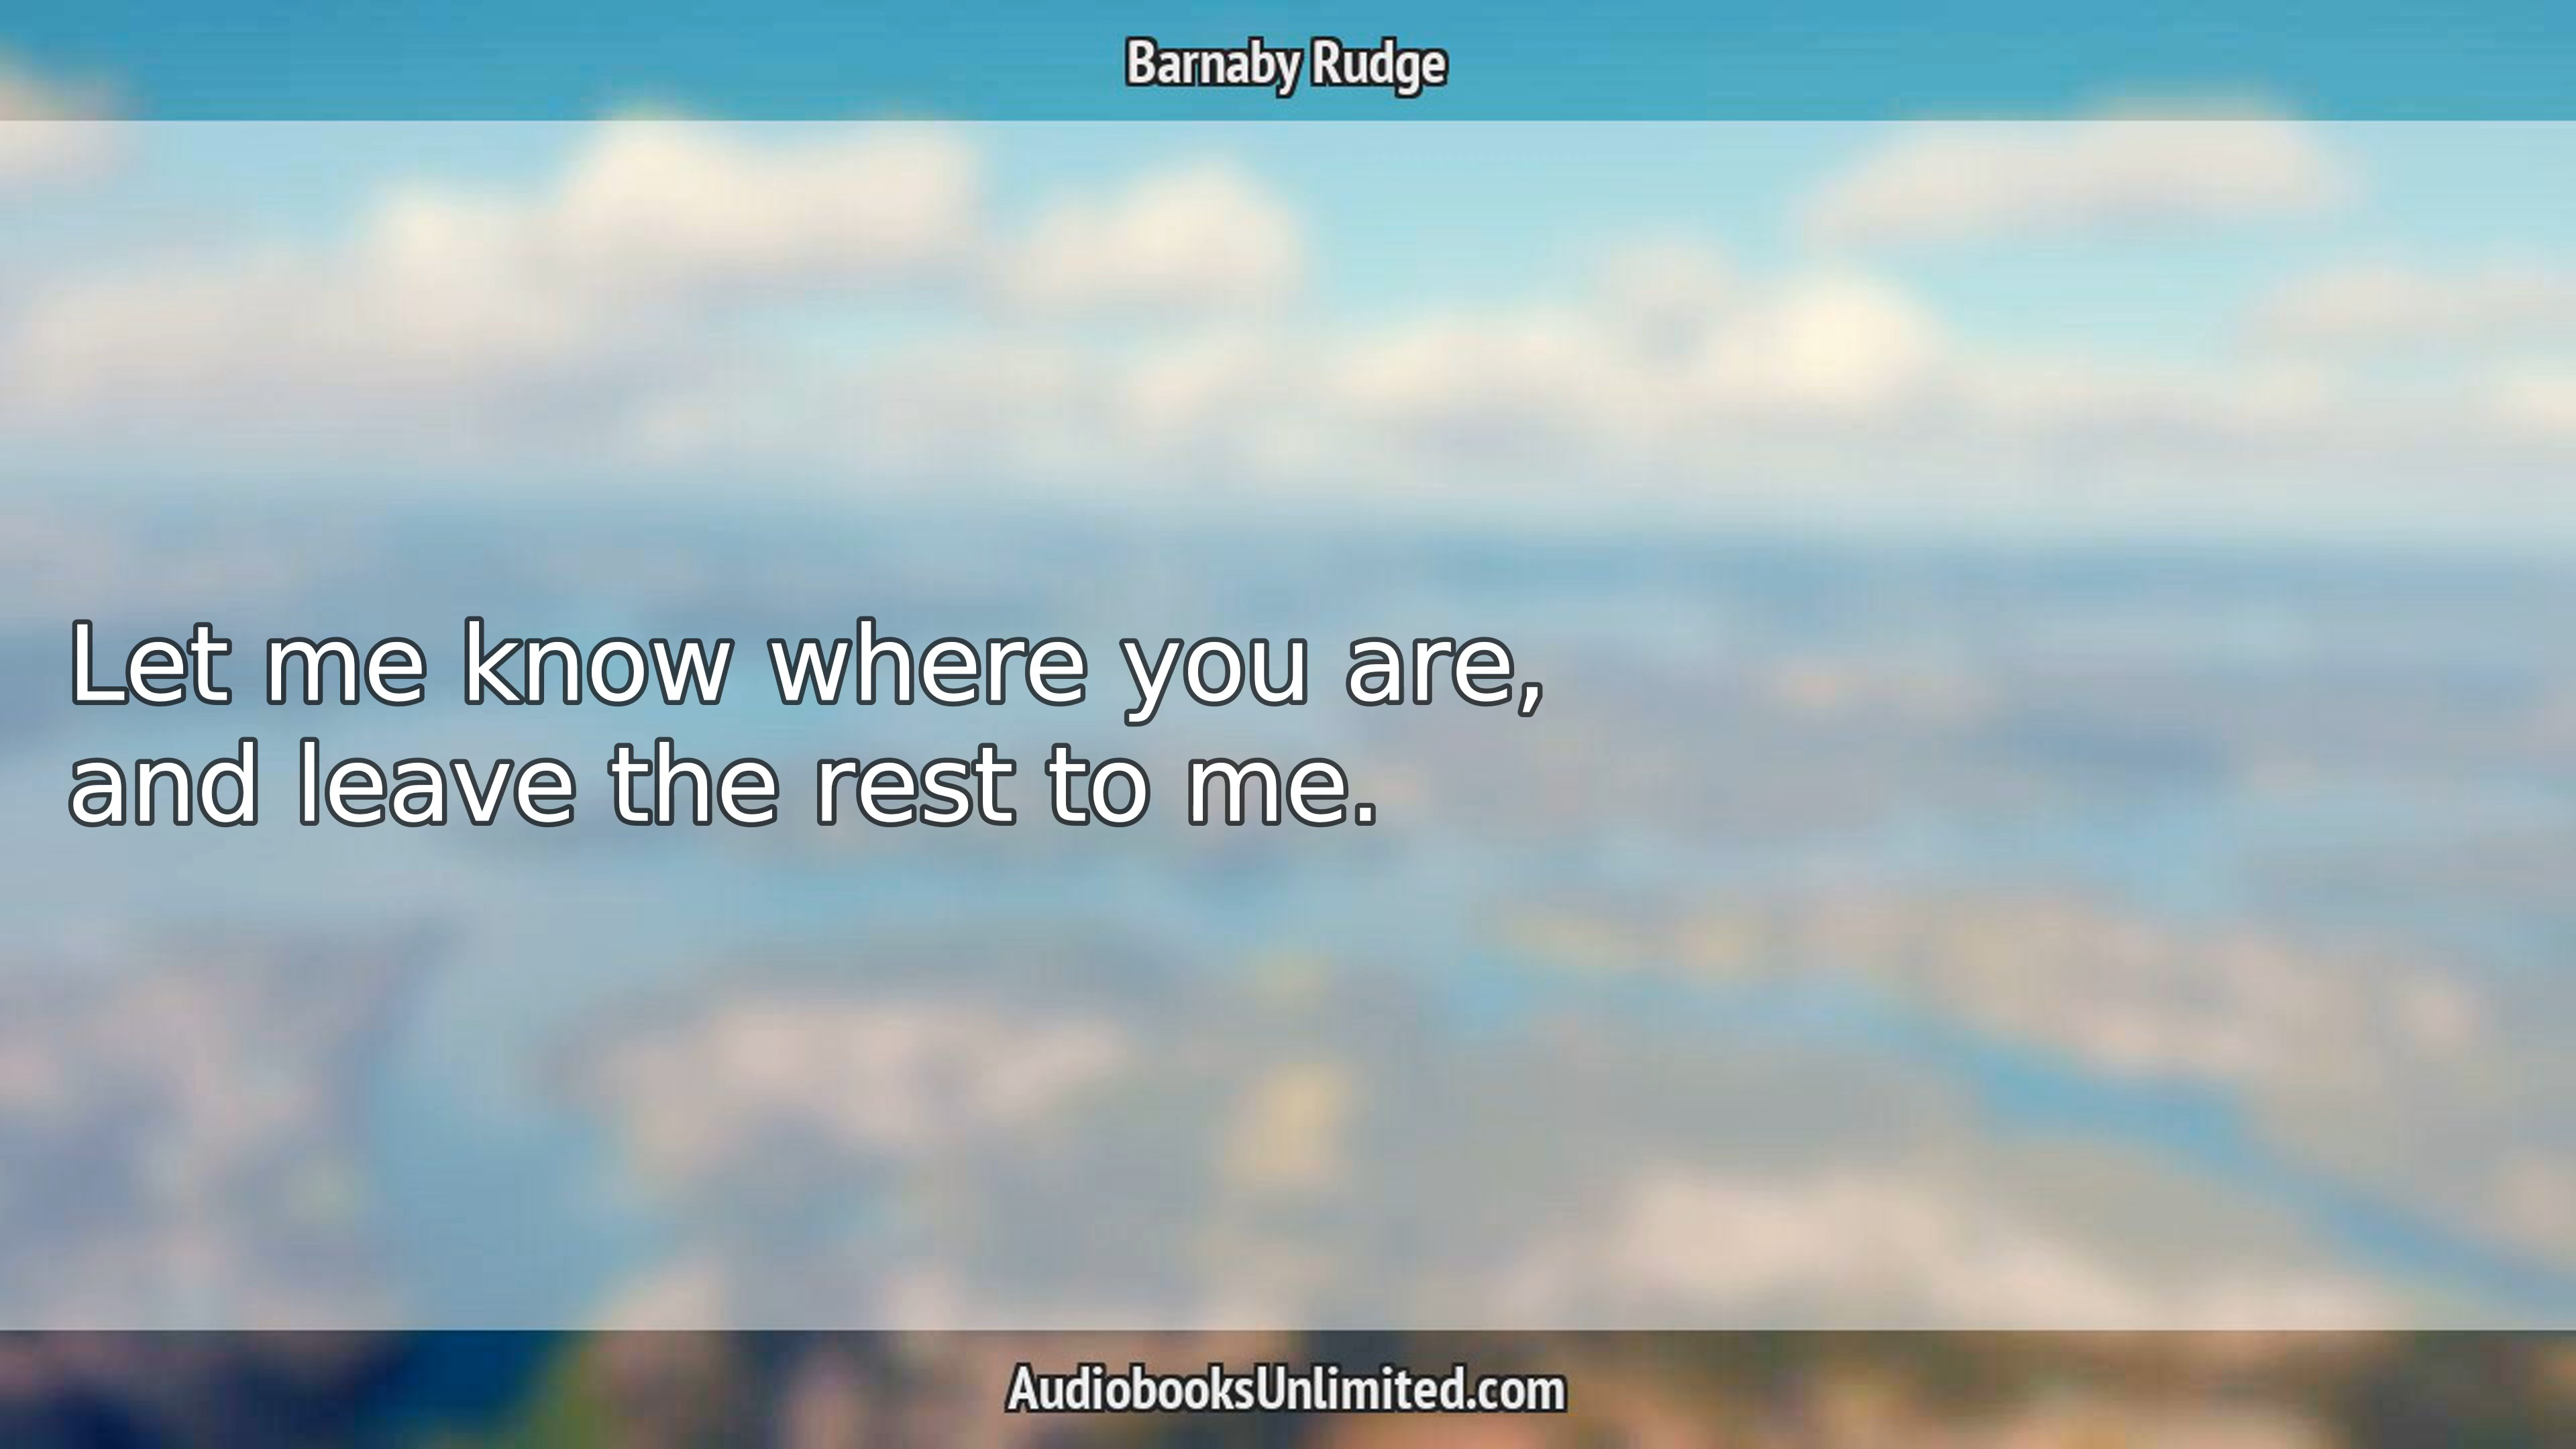 Barnaby Rudge
Let me know where you are,
and leave the rest to me.
AudiobooksUnlimited.com